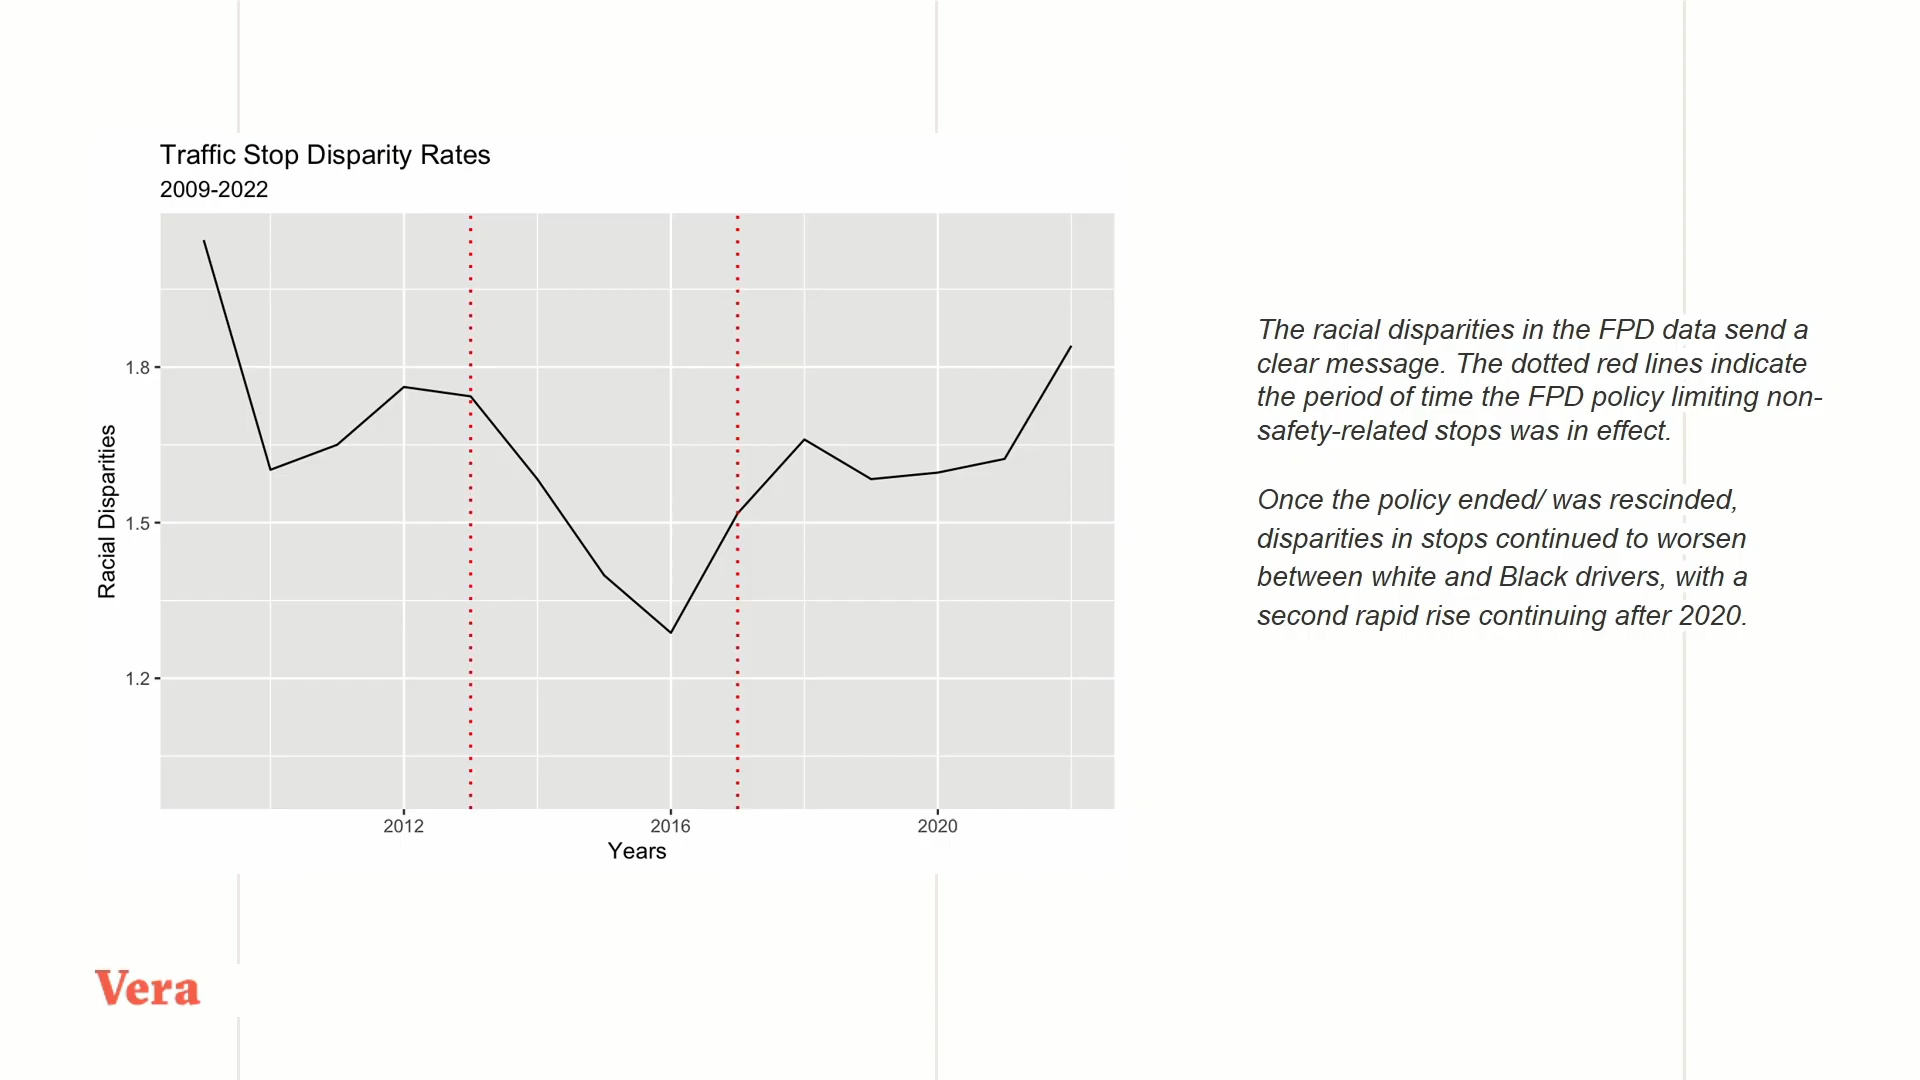 Traffic Stop Disparity Rates
2009-2022
Racial Disparities
1.8
1.5
1.2
2012
2016
2020
Years
The racial disparities in the FPD data send a
clear message. The dotted red lines indicate
the period of time the FPD policy limiting non-
safety-related stops was in effect.
Once the policy ended/ was rescinded,
disparities in stops continued to worsen
between white and Black drivers, with a
second rapid rise continuing after 2020.
Vera